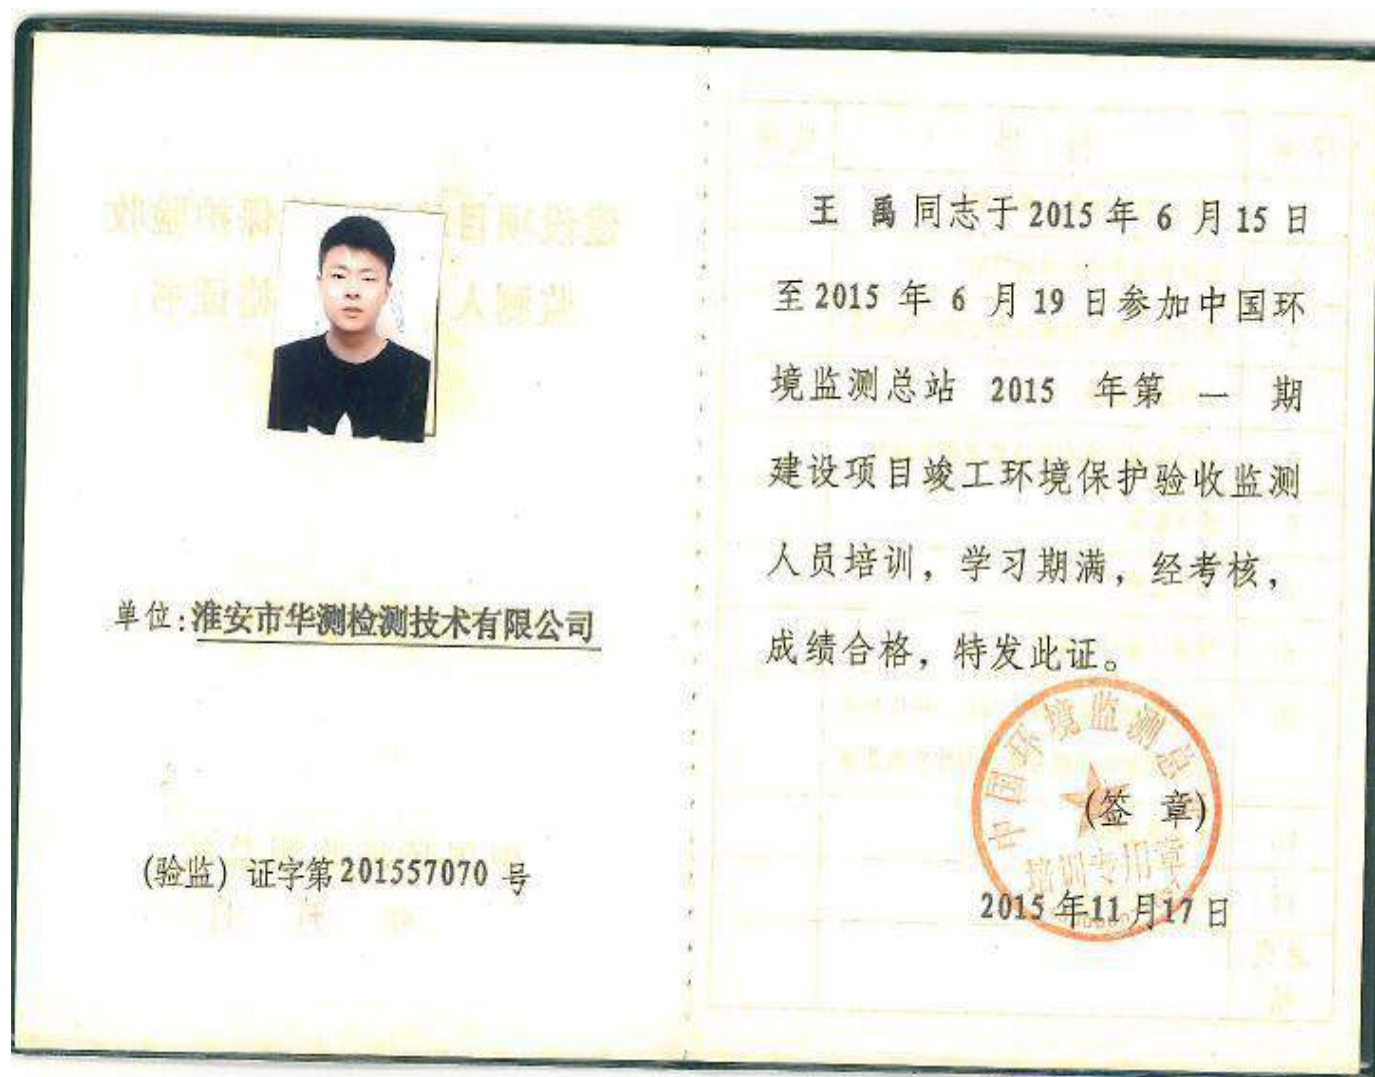 单位:淮安市华测检测技术有限公司
(验监)证字第201557070号
王 禹同志于2015年6月15日
至2015年6月19日参加中国环
境监测总站 2015 年第 一 期
建设项目竣工环境保护验收监测
人员培训，学习期满，经考核，
成绩合格，特发此证。
中国环境监测总站
(签 章)
培训专用章
2015年11月17日